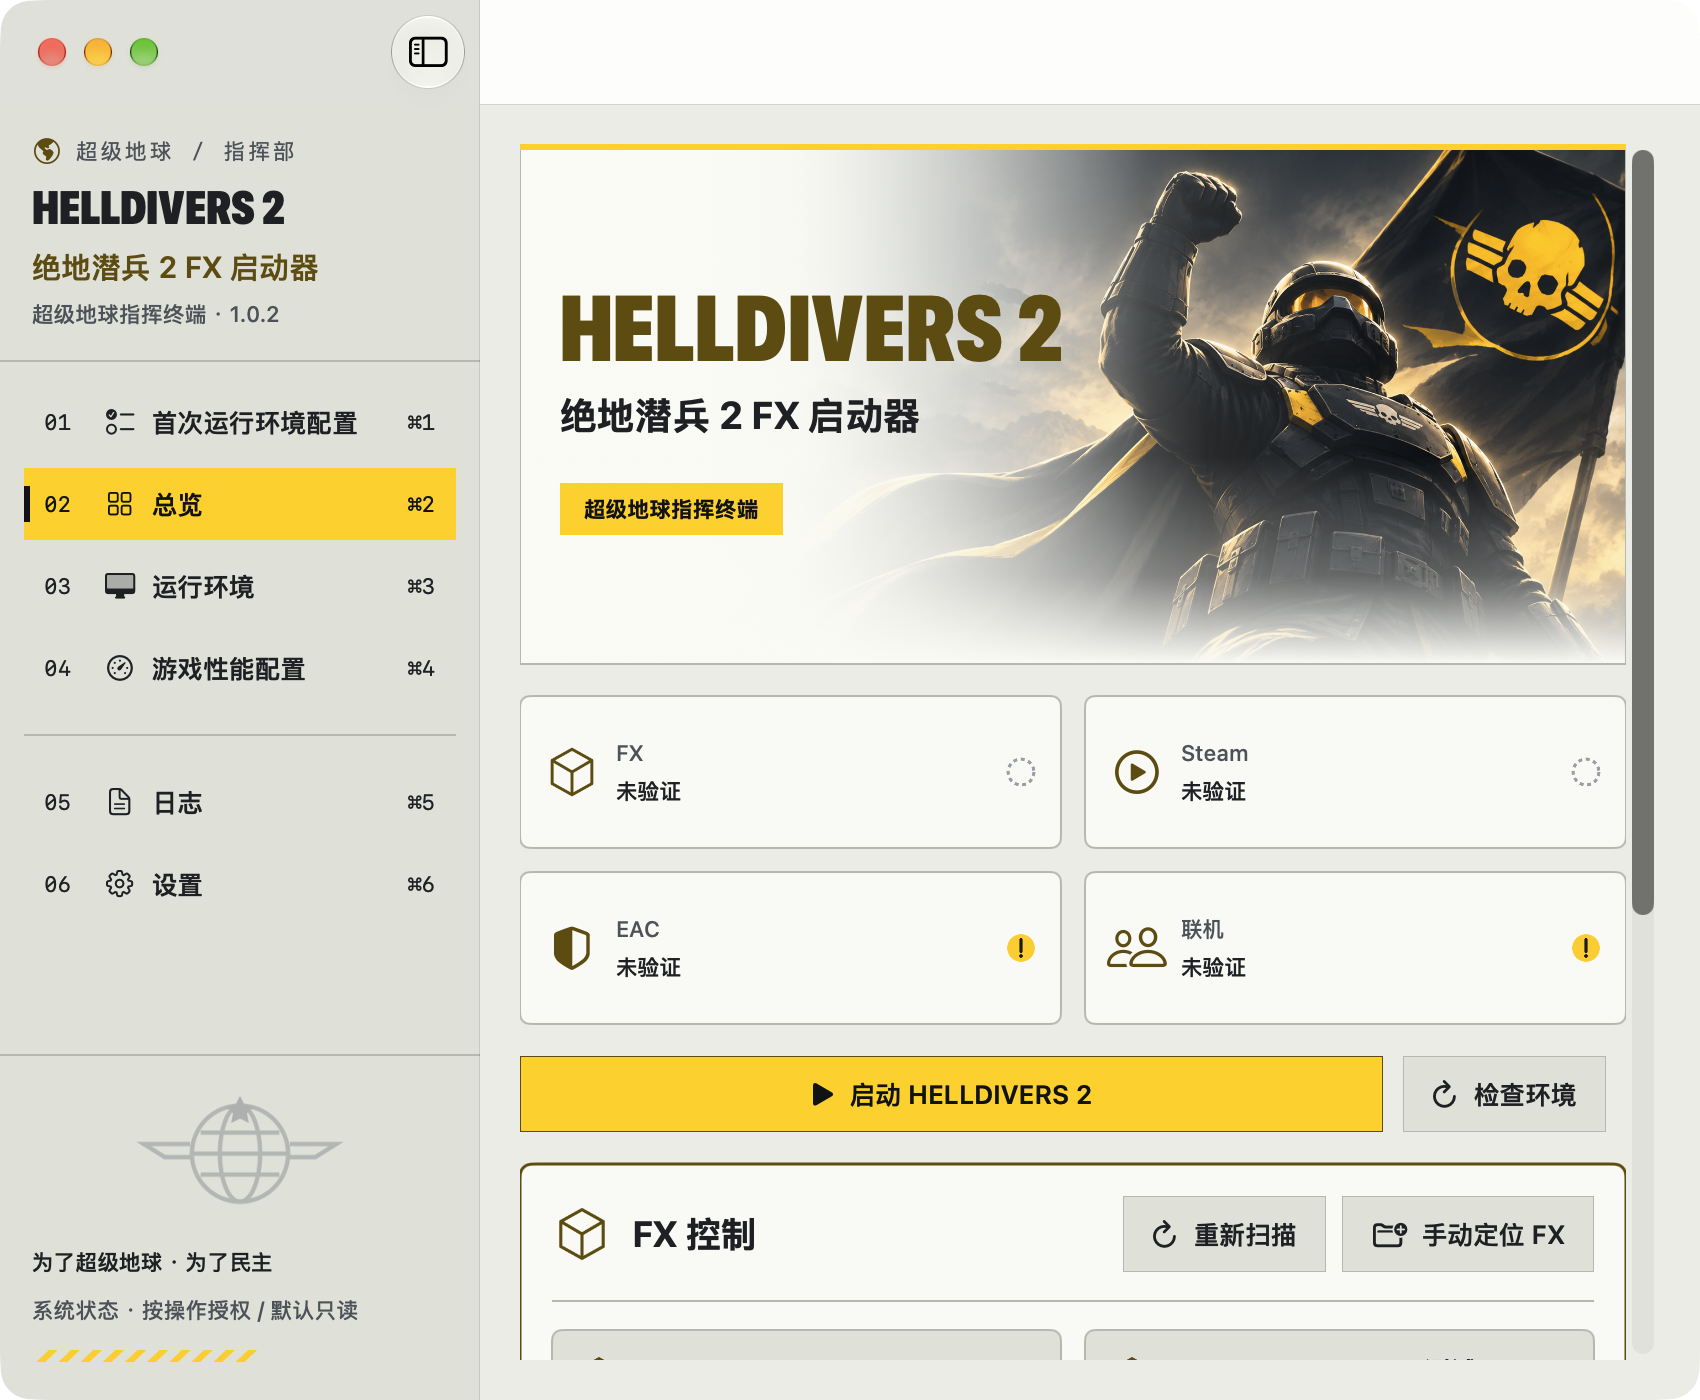 超级地球 / 指挥部
HELLDIVERS 2
绝地潜兵 2 FX 启动器
超级地球指挥终端 · 1.0.2
01 首次运行环境配置 ⌘1
02 总览 ⌘2
03 运行环境 ⌘3
04 游戏性能配置 ⌘4
05 日志 ⌘5
06 设置 ⌘6
为了超级地球 · 为了民主
系统状态 · 按操作授权 / 默认只读
HELLDIVERS 2
绝地潜兵 2 FX 启动器
超级地球指挥终端
FX
未验证
Steam
未验证
EAC
未验证
联机
未验证
启动 HELLDIVERS 2
检查环境
FX 控制
重新扫描
手动定位 FX